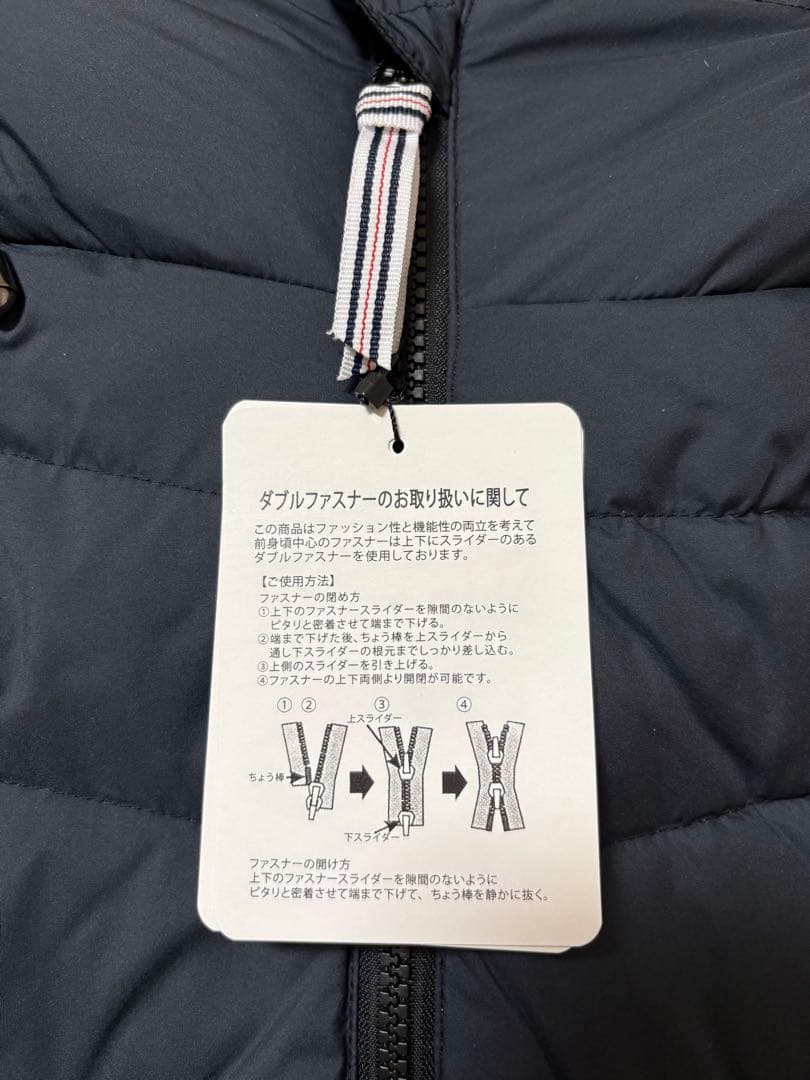 ダブルファスナーのお取り扱いに関して
この商品はファッション性と機能性の両立を考えて
前身頃中心のファスナーは上下にスライダーのある
ダブルファスナーを使用しております。
【ご使用方法】
ファスナーの閉め方
①上下のファスナースライダーを隙間のないように
ピタリと密着させて端まで下げる。
②端まで下げた後、ちょう棒を上スライダーから
通し下スライダーの根元までしっかり差し込む。
③上側のスライダーを引き上げる。
④ファスナーの上下両側より開閉が可能です。
① ② ③ ④
上スライダー
ちょう棒
下スライダー
ファスナーの開け方
上下のファスナースライダーを隙間のないように
ピタリと密着させて端まで下げて、ちょう棒を静かに抜く。